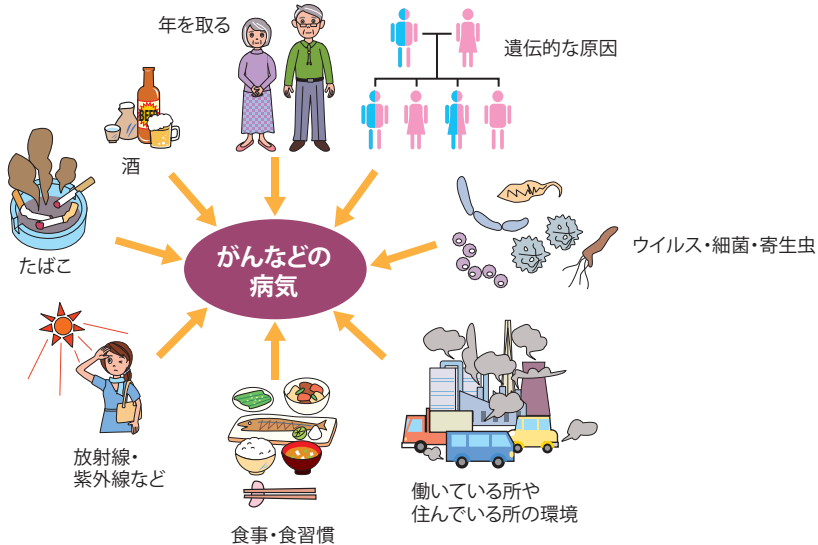 年を取る
遺伝的な原因
酒
BEER
たばこ
がんなどの
病気
ウイルス・細菌・寄生虫
放射線・
紫外線など
食事・食習慣
働いている所や
住んでいる所の環境